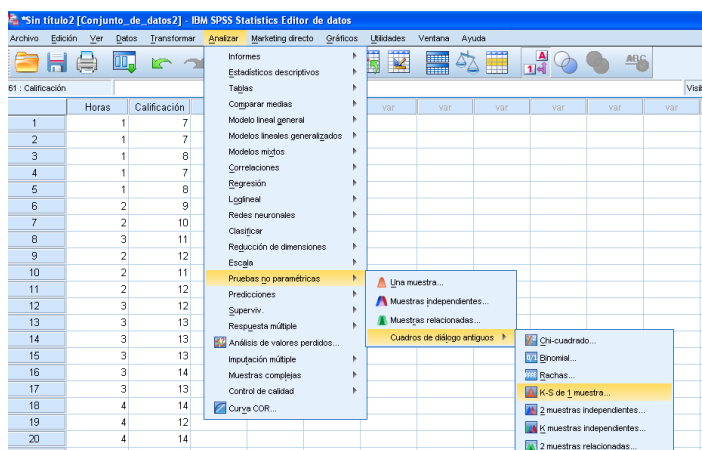 *Sin título2 [Conjunto_de_datos2] - IBM SPSS Statistics Editor de datos
Archivo Edición Ver Datos Transformar Analizar Marketing directo Gráficos Utilidades Ventana Ayuda
61 : Calificación
Visib
Horas Calificación var var var var var
1 1 7
2 1 7
3 1 8
4 1 7
5 1 8
6 2 9
7 2 10
8 3 11
9 2 12
10 2 11
11 2 12
12 3 12
13 3 13
14 3 13
15 3 13
16 3 14
17 3 13
18 4 14
19 4 12
20 4 14
Informes
Estadísticos descriptivos
Tablas
Comparar medias
Modelo lineal general
Modelos lineales generalizados
Modelos mixtos
Correlaciones
Regresión
Loglineal
Redes neuronales
Clasificar
Reducción de dimensiones
Escala
Pruebas no paramétricas
Predicciones
Superviv.
Respuesta múltiple
Análisis de valores perdidos...
Imputación múltiple
Muestras complejas
Control de calidad
Curva COR...
Una muestra...
Muestras independientes...
Muestras relacionadas...
Cuadros de diálogo antiguos
Chi-cuadrado...
Binomial...
Rachas...
K-S de 1 muestra...
2 muestras independientes...
K muestras independientes...
2 muestras relacionadas...